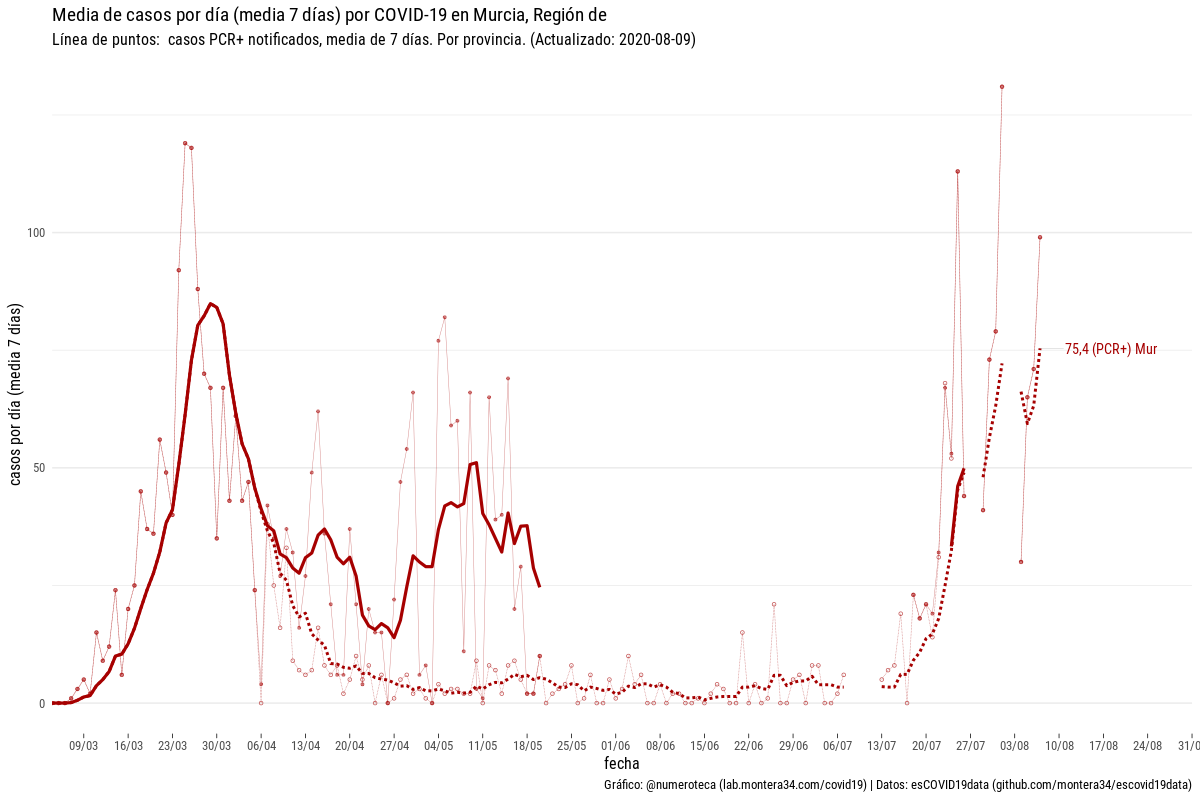 Media de casos por día (media 7 días) por COVID-19 en Murcia, Región de
Línea de puntos:  casos PCR+ notificados, media de 7 días. Por provincia. (Actualizado: 2020-08-09)
casos por día (media 7 días)
100
50
0
75,4 (PCR+) Mur
09/03 16/03 23/03 30/03 06/04 13/04 20/04 27/04 04/05 11/05 18/05 25/05 01/06 08/06 15/06 22/06 29/06 06/07 13/07 20/07 27/07 03/08 10/08 17/08 24/08 31/0
fecha
Gráfico: @numeroteca (lab.montera34.com/covid19) | Datos: esCOVID19data (github.com/montera34/escovid19data)